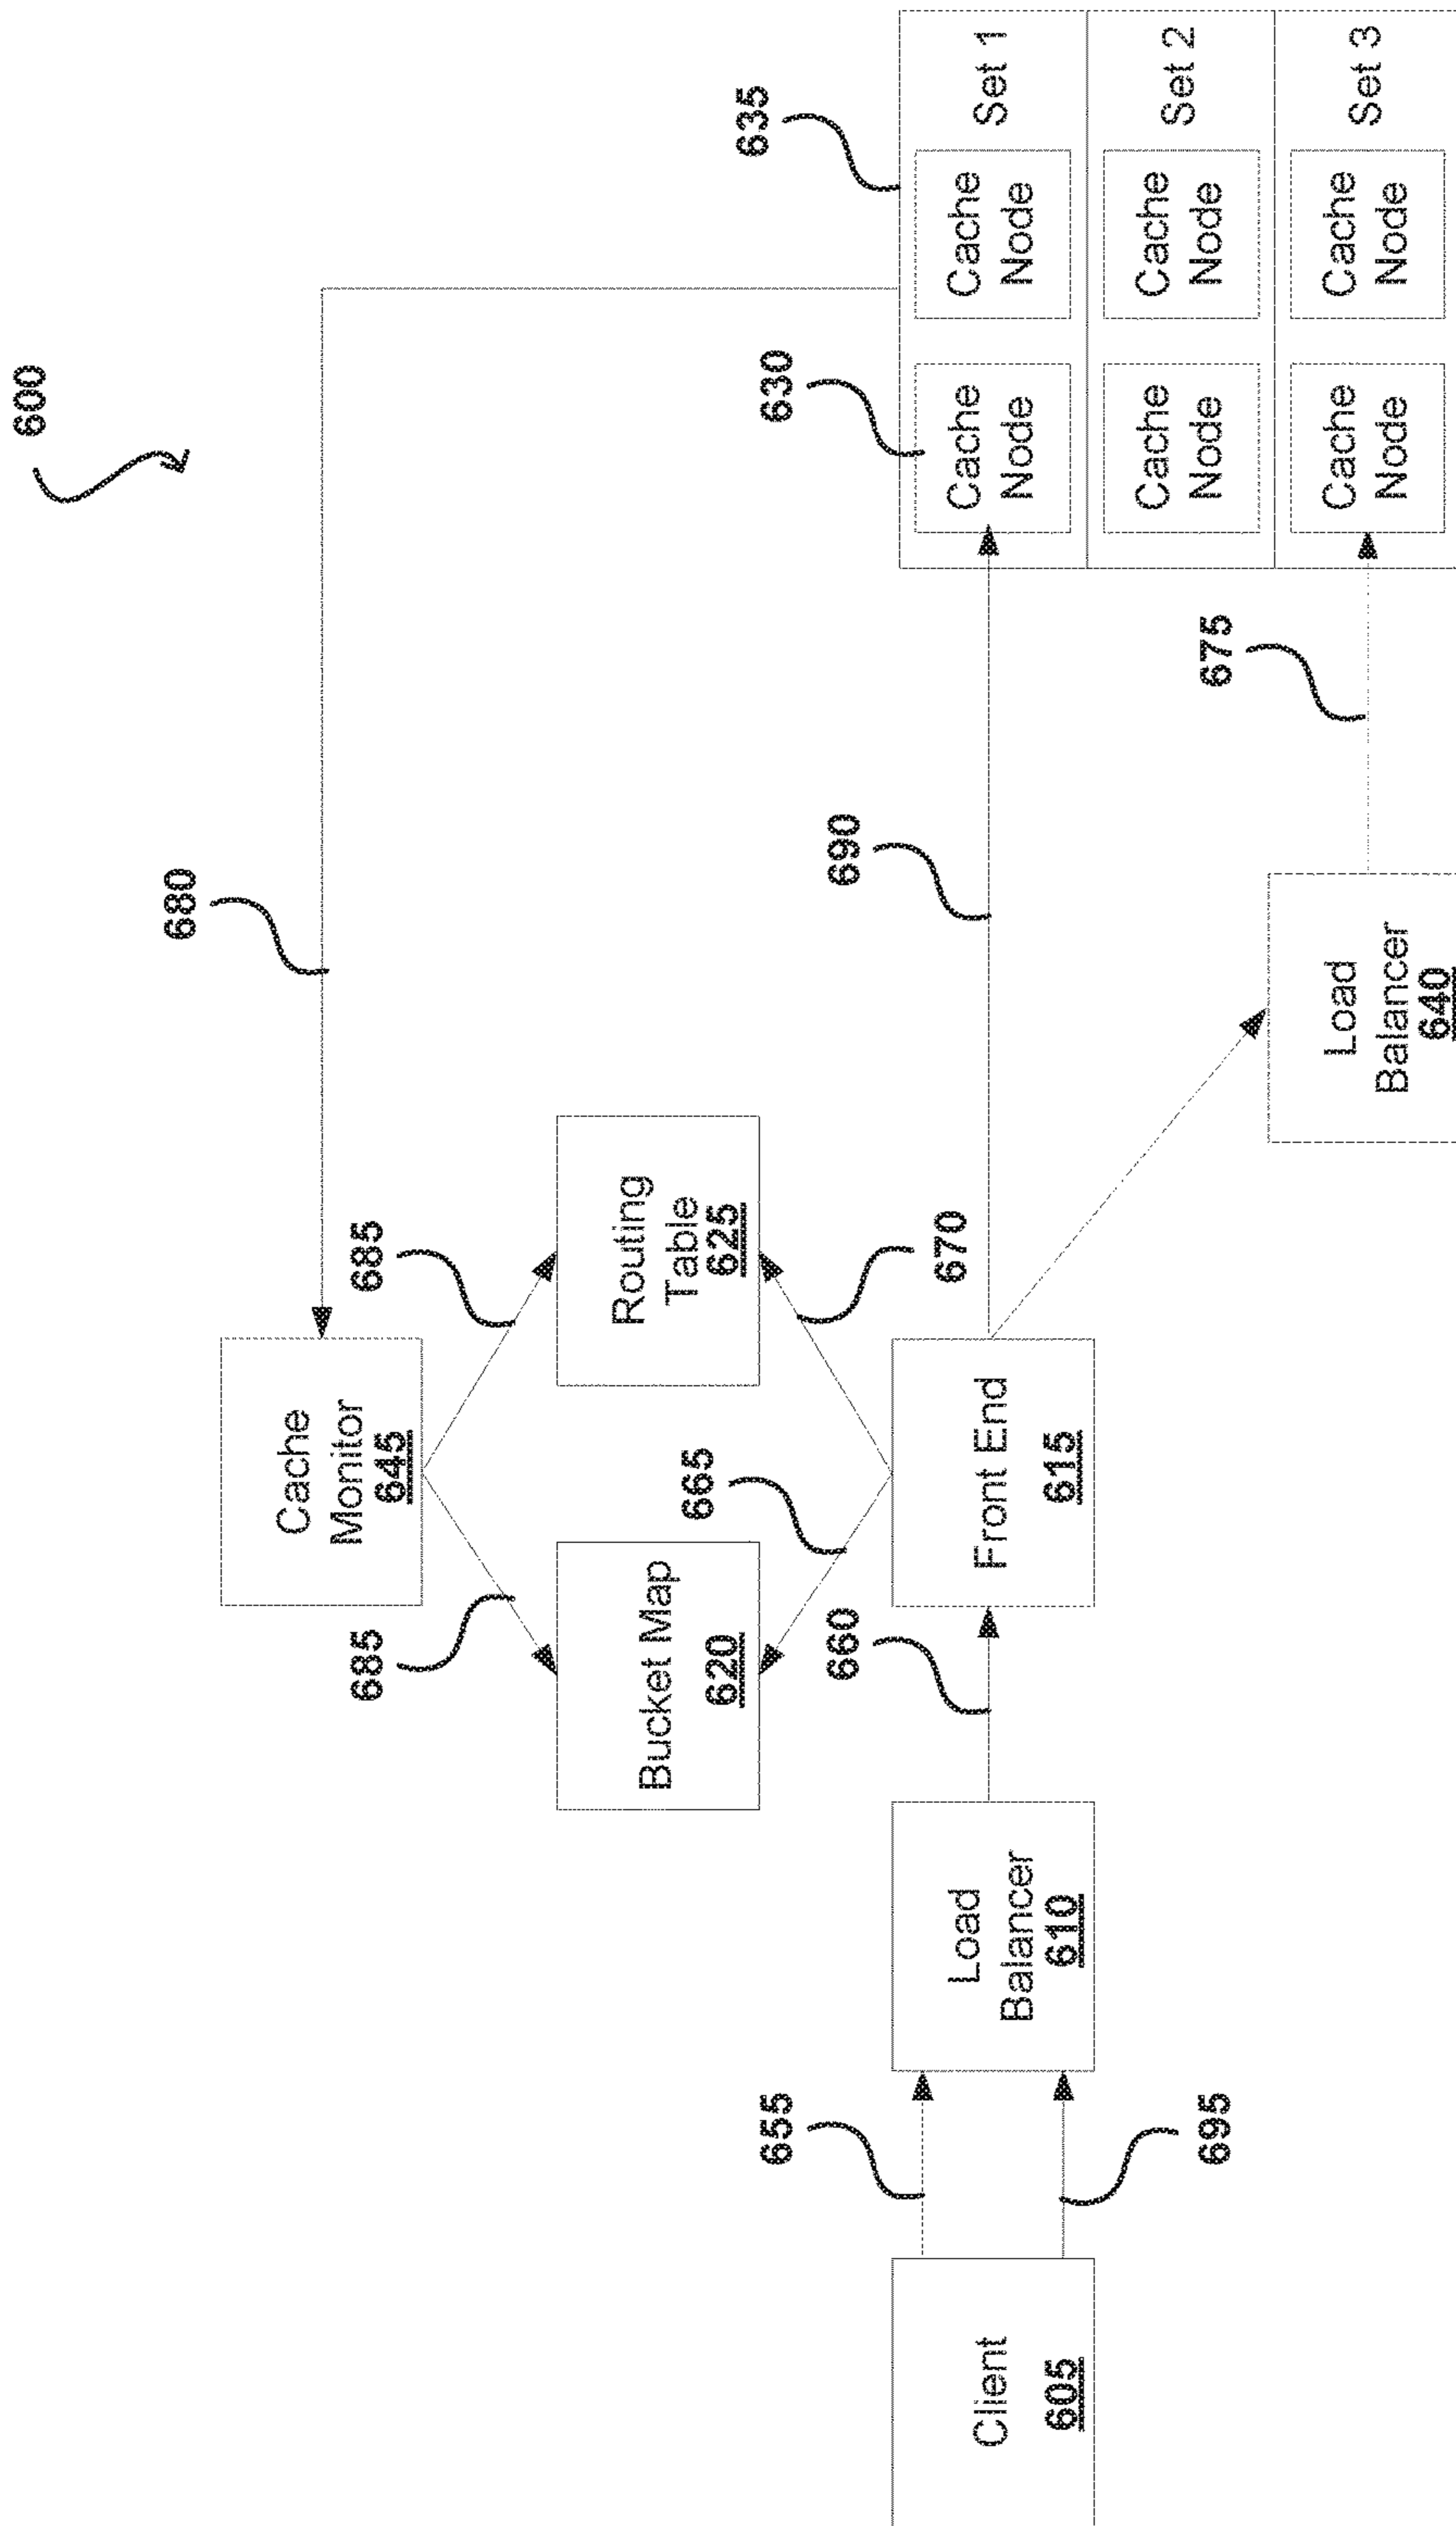 600
680
Cache
Monitor
645
685
685
Bucket Map
620
Routing
Table
625
665
670
660
690
655
695
Client
605
Load
Balancer
610
Front End
615
Load
Balancer
640
675
630
635
Cache
Node
Cache
Node
Set 1
Cache
Node
Cache
Node
Set 2
Cache
Node
Cache
Node
Set 3